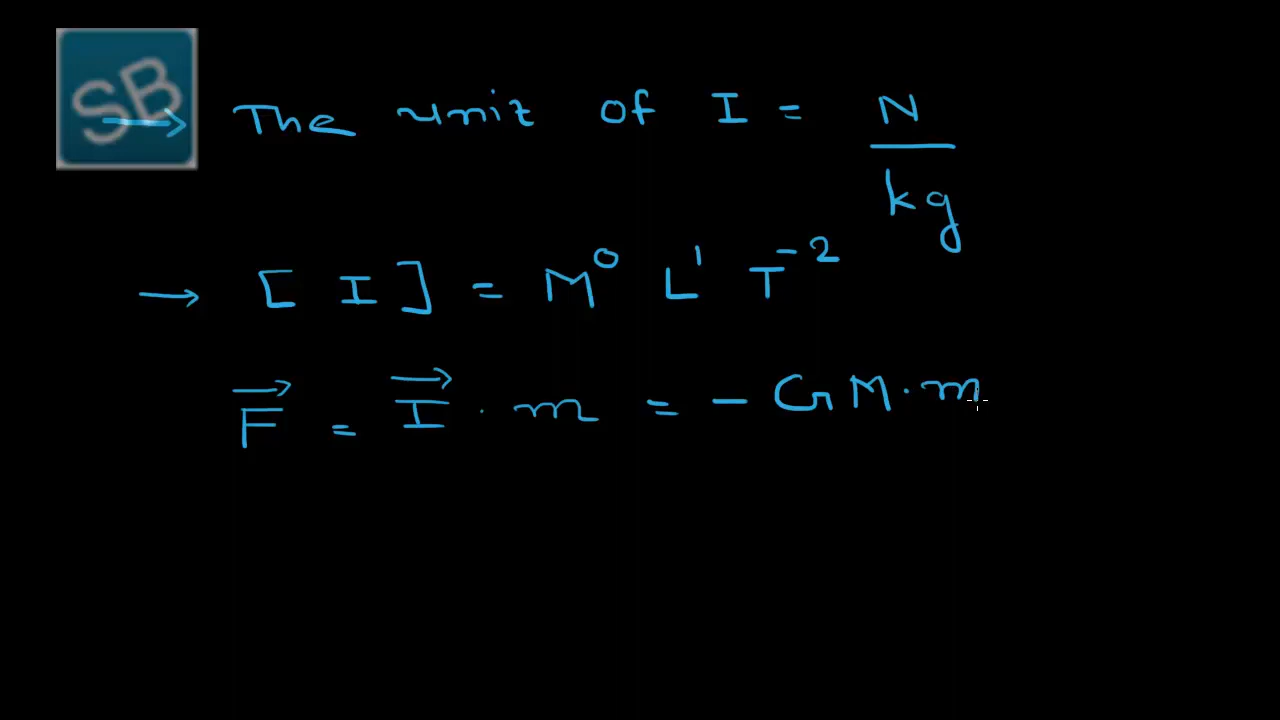 SB
→ The unit of I = N/kg
→ [ I ] = M⁰ L¹ T⁻²
F⃗ = I⃗ · m = - GM · m